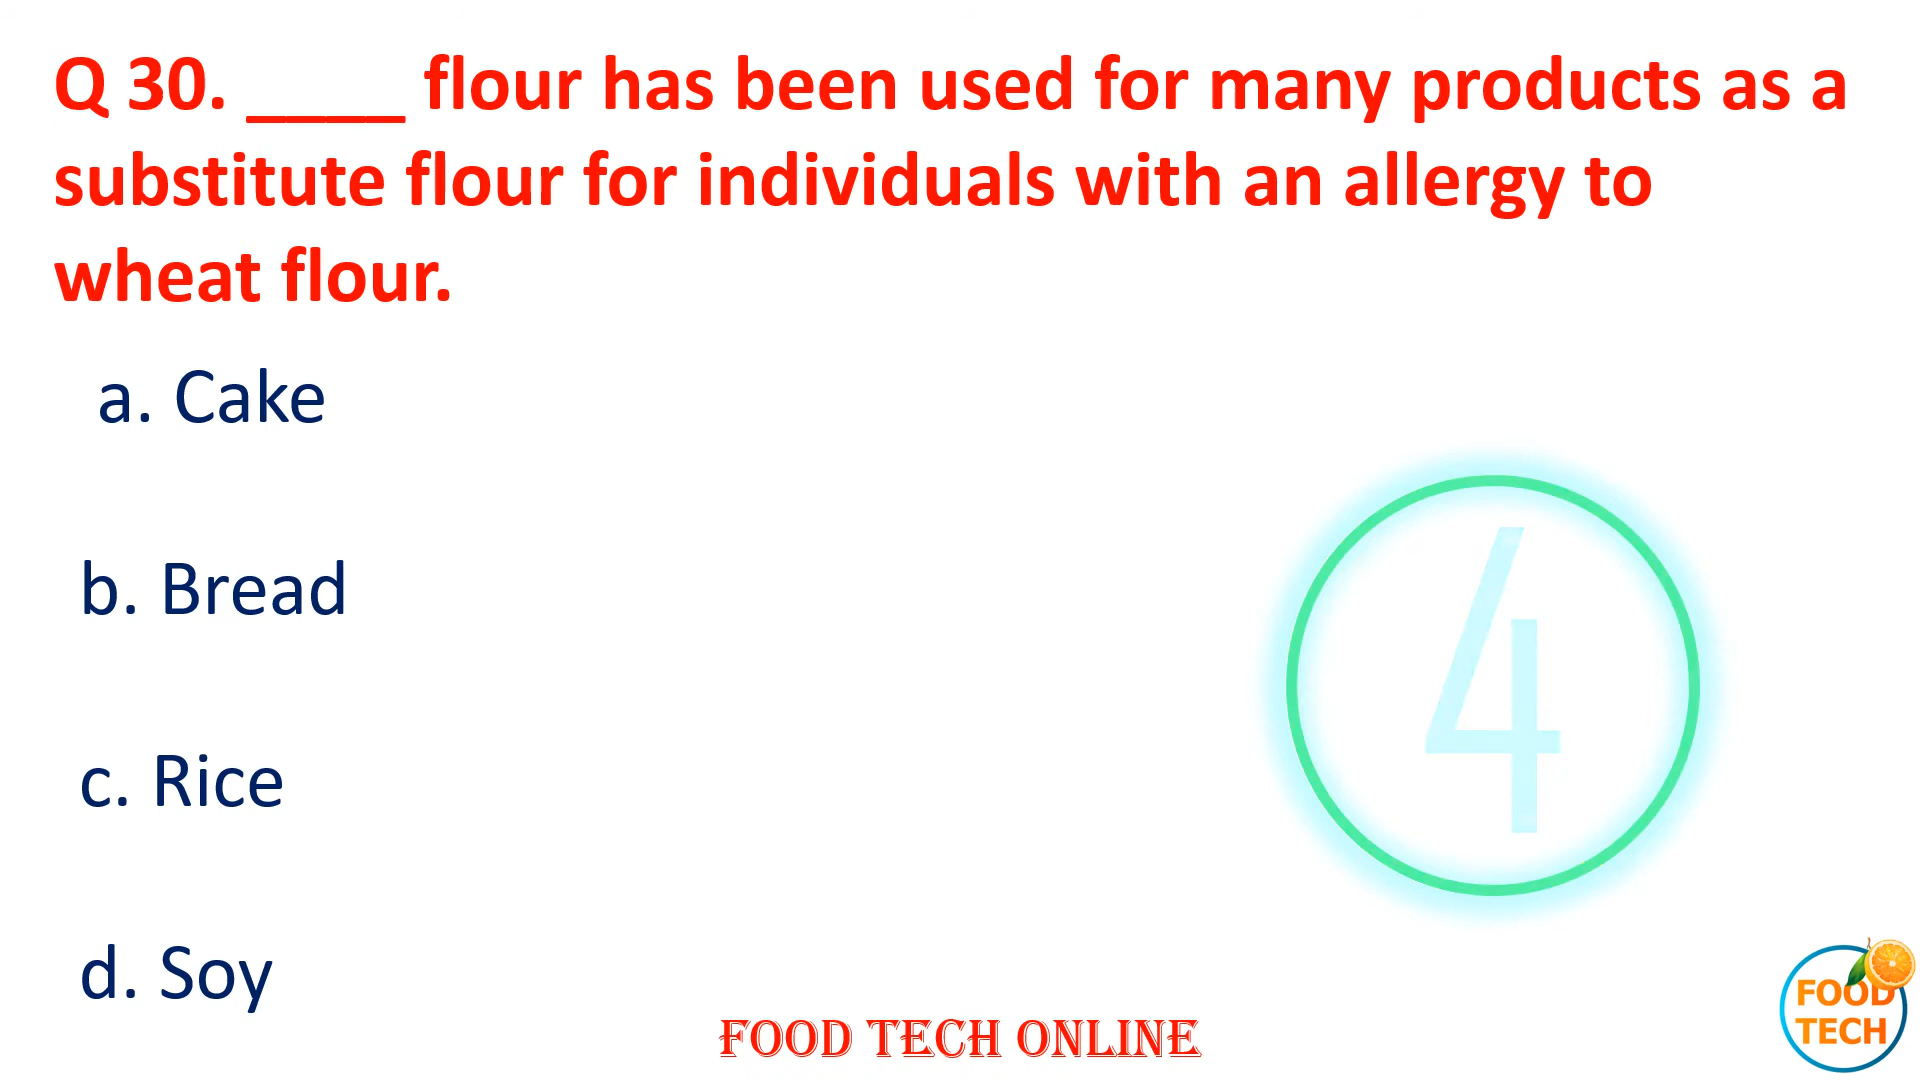 Q 30. ____ flour has been used for many products as a
substitute flour for individuals with an allergy to
wheat flour.
a. Cake
b. Bread
c. Rice
d. Soy
4
FOOD TECH ONLINE
FOOD
TECH